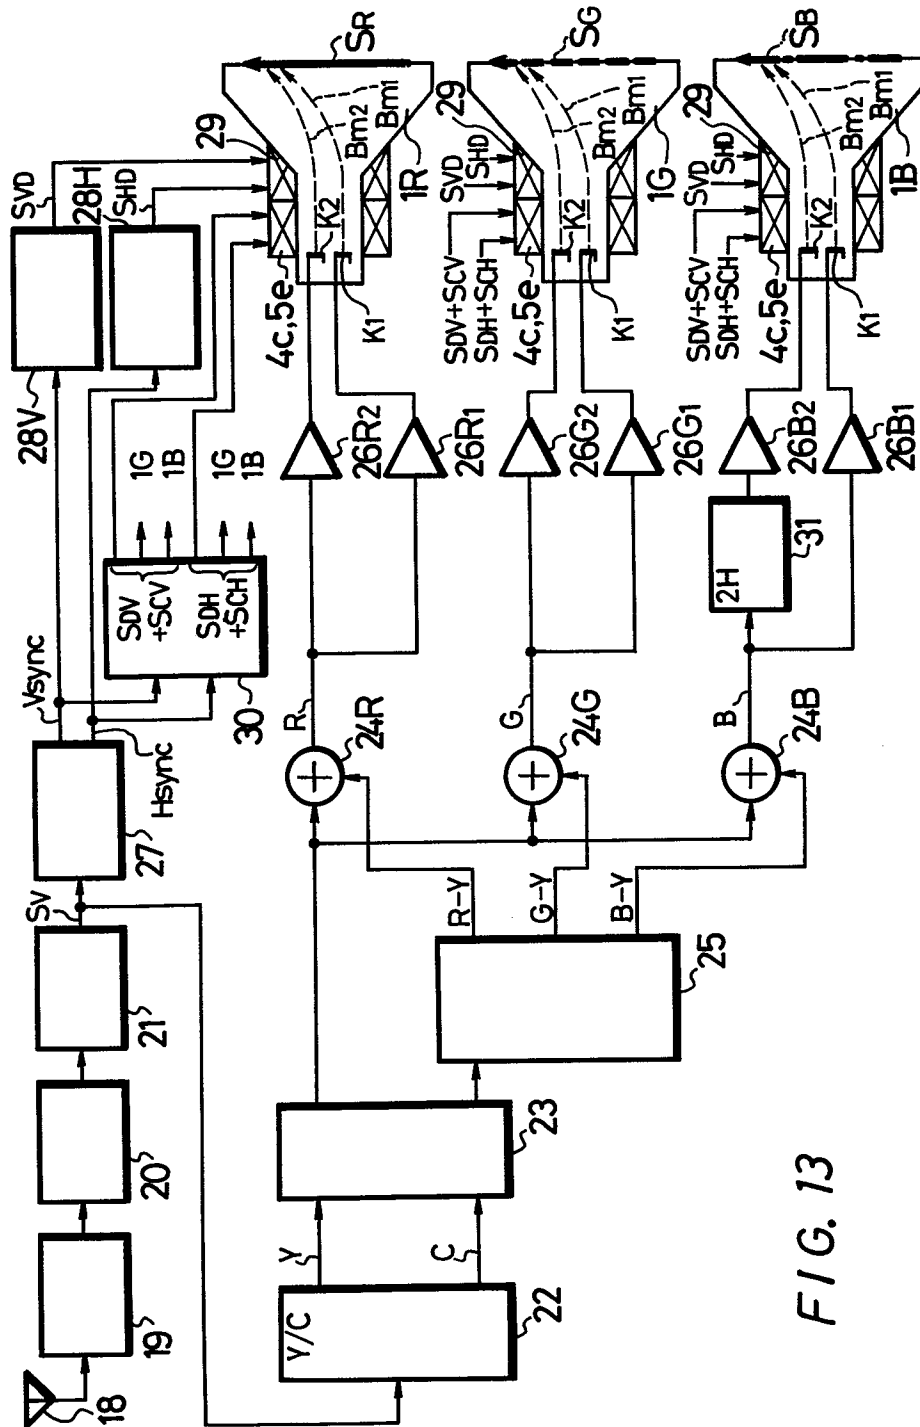 18
19
20
21
Sv
27
Vsync
Hsync
28V
28H
SVD
SHD
30
SDV
+SCV
SDH
+SCH
1G
1B
1G
1B
22
Y/C
Y
C
23
25
R-Y
G-Y
B-Y
24R
R
26R2
26R1
4c,5e
29
K2
K1
Bm2
Bm1
1R
SR
24G
G
26G2
26G1
SDV+SCV
SDH+SCH
SVD
SHD
4c,5e
29
K2
K1
Bm2
Bm1
1G
SG
24B
B
2H
31
26B2
26B1
SDV+SCV
SDH+SCH
SVD
SHD
4c,5e
29
K2
K1
Bm2
Bm1
1B
SB
FIG. 13